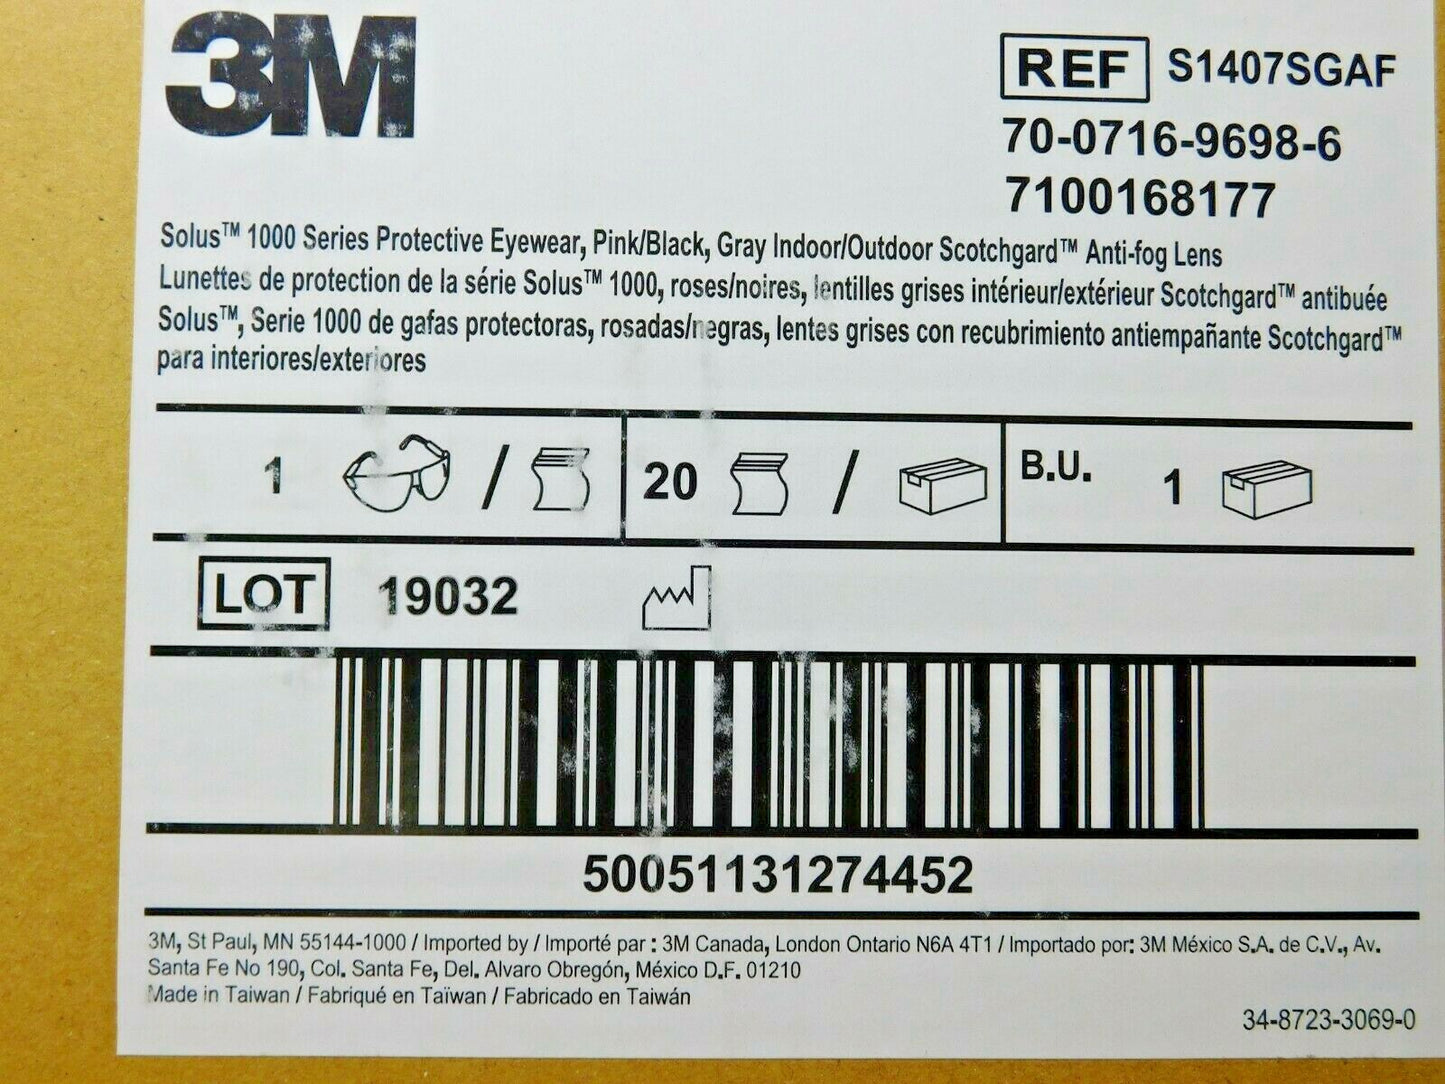 3M
REF S1407SGAF
70-0716-9698-6
7100168177
Solus™ 1000 Series Protective Eyewear, Pink/Black, Gray Indoor/Outdoor Scotchgard™ Anti-fog Lens
Lunettes de protection de la série Solus™ 1000, roses/noires, lentilles grises intérieur/extérieur Scotchgard™ antibuée
Solus™, Serie 1000 de gafas protectoras, rosadas/negras, lentes grises con recubrimiento antiempañante Scotchgard™
para interiores/exteriores
1 / 20 / B.U. 1
LOT 19032
50051131274452
3M, St Paul, MN 55144-1000 / Imported by / Importé par : 3M Canada, London Ontario N6A 4T1 / Importado por: 3M México S.A. de C.V., Av.
Santa Fe No 190, Col. Santa Fe, Del. Alvaro Obregón, México D.F. 01210
Made in Taiwan / Fabriqué en Taïwan / Fabricado en Taiwán
34-8723-3069-0